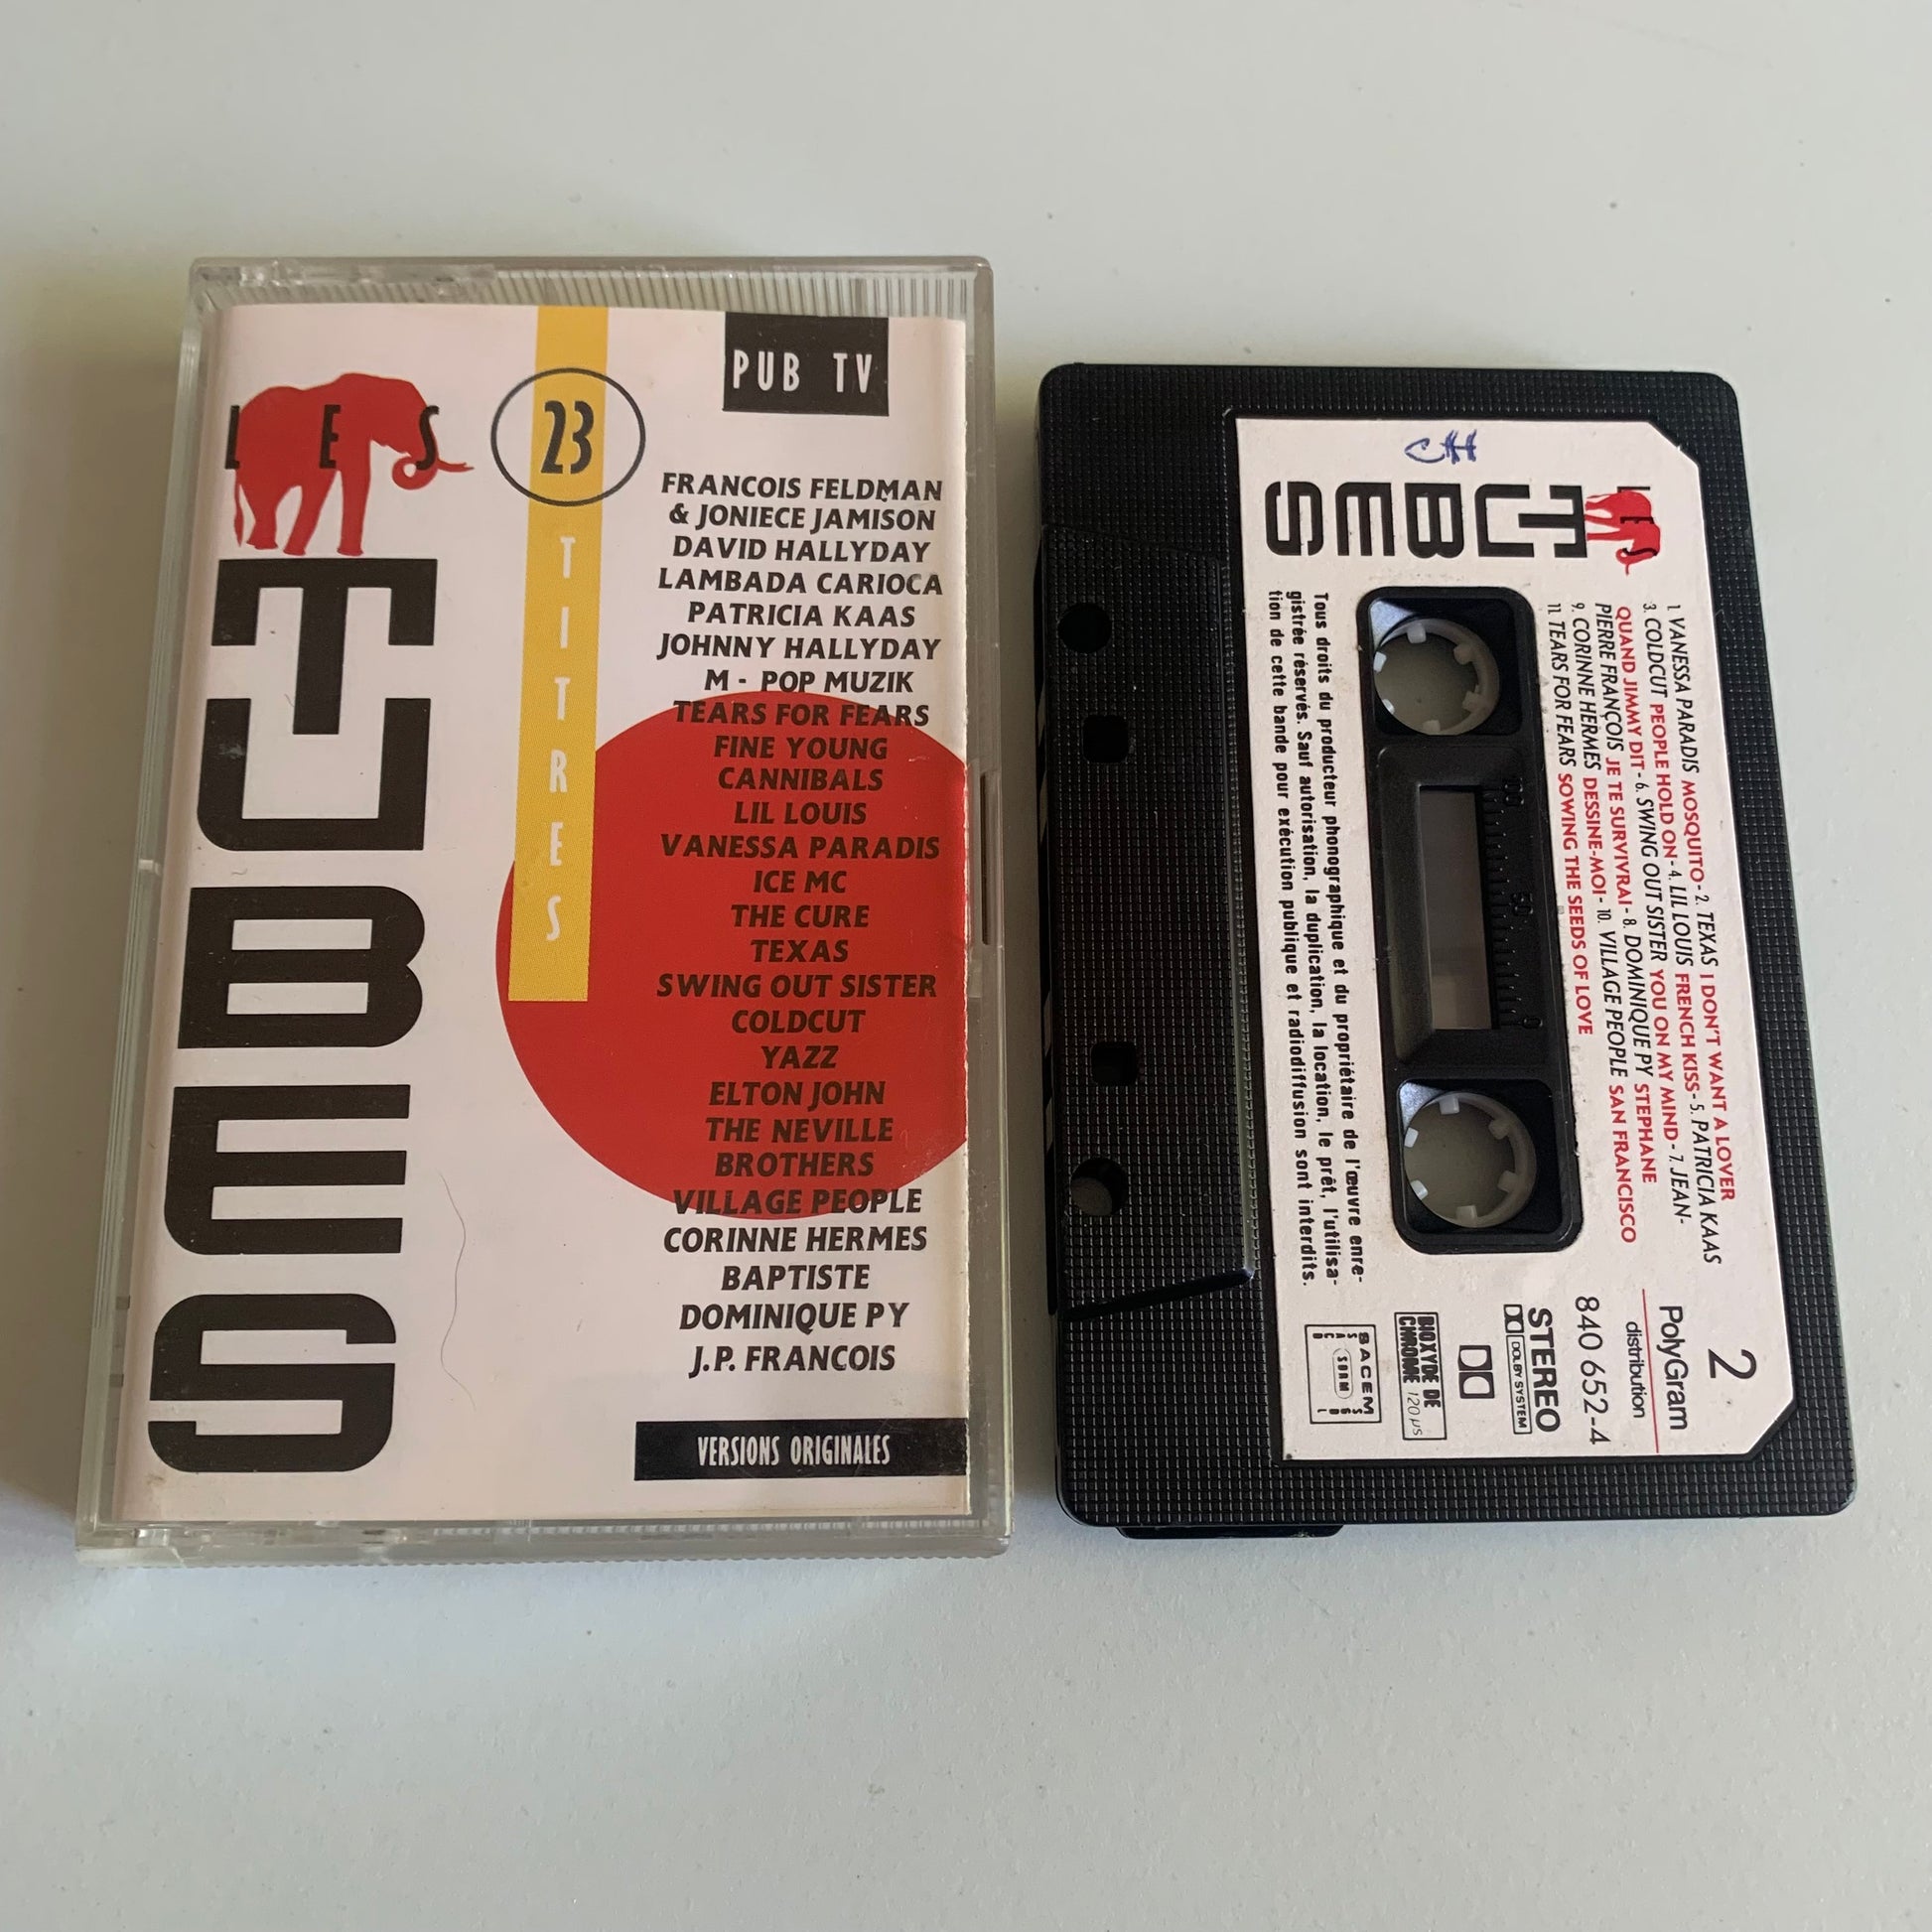 LES
TUBES
23
TITRES
PUB TV
FRANCOIS FELDMAN
& JONIECE JAMISON
DAVID HALLYDAY
LAMBADA CARIOCA
PATRICIA KAAS
JOHNNY HALLYDAY
M - POP MUZIK
TEARS FOR FEARS
FINE YOUNG
CANNIBALS
LIL LOUIS
VANESSA PARADIS
ICE MC
THE CURE
TEXAS
SWING OUT SISTER
COLDCUT
YAZZ
ELTON JOHN
THE NEVILLE
BROTHERS
VILLAGE PEOPLE
CORINNE HERMES
BAPTISTE
DOMINIQUE PY
J.P. FRANCOIS
VERSIONS ORIGINALES
CH
LES
TUBES
1. VANESSA PARADIS MOSQUITO - 2. TEXAS I DON'T WANT A LOVER
3. COLDCUT PEOPLE HOLD ON - 4. LIL LOUIS FRENCH KISS - 5. PATRICIA KAAS
QUAND JIMMY DIT - 6. SWING OUT SISTER YOU ON MY MIND - 7. JEAN-
PIERRE FRANÇOIS JE TE SURVIVRAI - 8. DOMINIQUE PY STEPHANE
9. CORINNE HERMES DESSINE-MOI - 10. VILLAGE PEOPLE SAN FRANCISCO
11. TEARS FOR FEARS SOWING THE SEEDS OF LOVE
100 50 0
Tous droits du producteur phonographique et du propriétaire de l'œuvre enre-
gistrée réservés. Sauf autorisation, la duplication, la location, le prêt, l'utilisa-
tion de cette bande pour exécution publique et radiodiffusion sont interdits.
2
PolyGram
distribution
840 652-4
STEREO
DOLBY SYSTEM
BIOXYDE DE
CHROME 120 µs
SACEM
SDRM